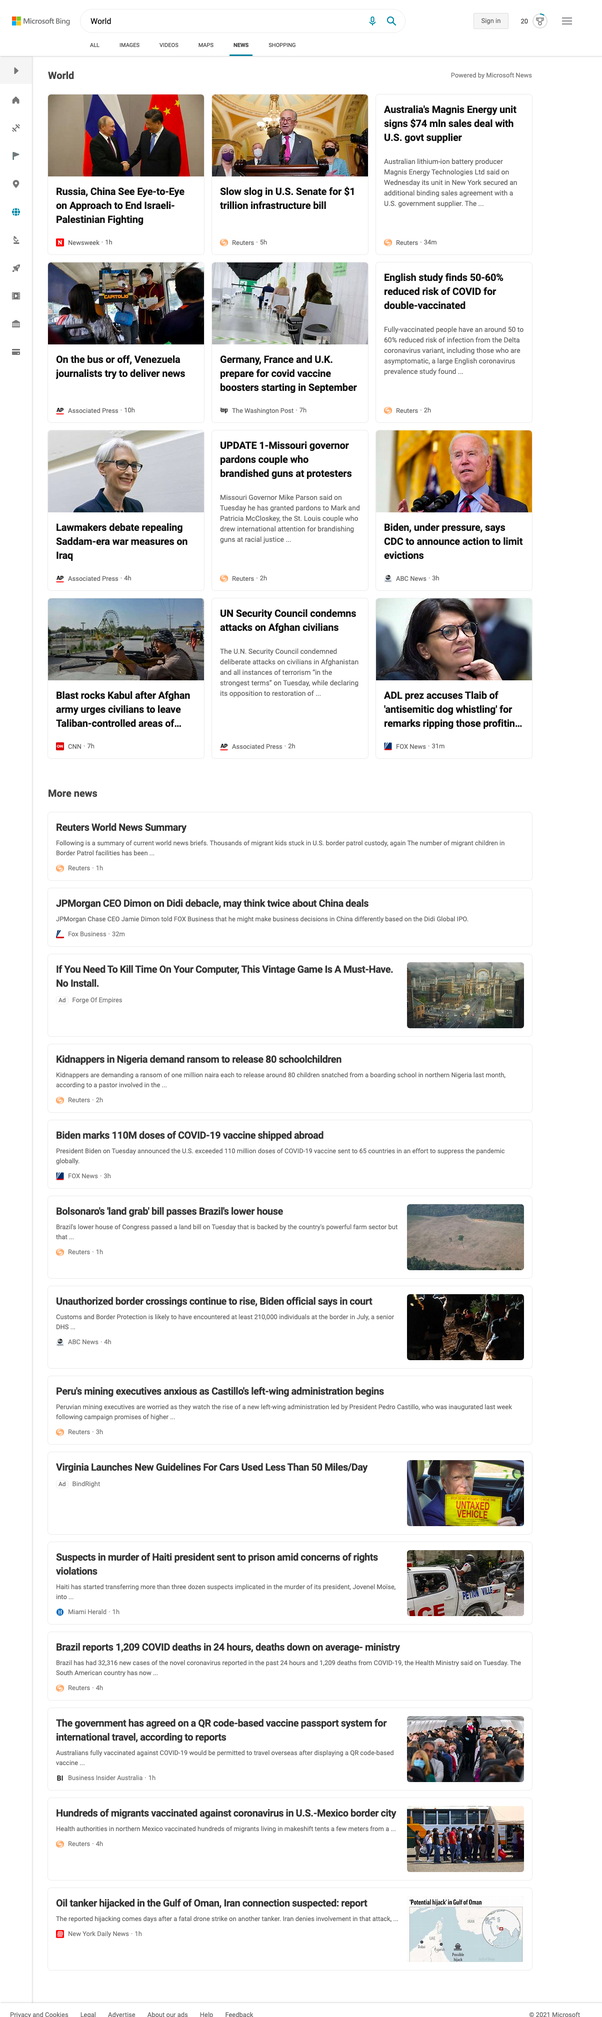 Microsoft Bing
World
Sign in
20
ALL IMAGES VIDEOS MAPS NEWS SHOPPING
World
Powered by Microsoft News
Russia, China See Eye-to-Eye
on Approach to End Israeli-
Palestinian Fighting
N Newsweek · 1h
Slow slog in U.S. Senate for $1
trillion infrastructure bill
Reuters · 5h
Australia's Magnis Energy unit
signs $74 mln sales deal with
U.S. govt supplier
Australian lithium-ion battery producer
Magnis Energy Technologies Ltd said on
Wednesday its unit in New York secured an
additional binding sales agreement with a
U.S. government supplier. The ...
Reuters · 34m
CAPITOLIO
On the bus or off, Venezuela
journalists try to deliver news
AP Associated Press · 10h
Germany, France and U.K.
prepare for covid vaccine
boosters starting in September
wp The Washington Post · 7h
English study finds 50-60%
reduced risk of COVID for
double-vaccinated
Fully-vaccinated people have an around 50 to
60% reduced risk of infection from the Delta
coronavirus variant, including those who are
asymptomatic, a large English coronavirus
prevalence study found ...
Reuters · 2h
Lawmakers debate repealing
Saddam-era war measures on
Iraq
AP Associated Press · 4h
UPDATE 1-Missouri governor
pardons couple who
brandished guns at protesters
Missouri Governor Mike Parson said on
Tuesday he has granted pardons to Mark and
Patricia McCloskey, the St. Louis couple who
drew international attention for brandishing
guns at racial justice ...
Reuters · 2h
Biden, under pressure, says
CDC to announce action to limit
evictions
ABC News · 3h
Blast rocks Kabul after Afghan
army urges civilians to leave
Taliban-controlled areas of...
CNN CNN · 7h
UN Security Council condemns
attacks on Afghan civilians
The U.N. Security Council condemned
deliberate attacks on civilians in Afghanistan
and all instances of terrorism "in the
strongest terms" on Tuesday, while declaring
its opposition to restoration of ...
AP Associated Press · 2h
ADL prez accuses Tlaib of
'antisemitic dog whistling' for
remarks ripping those profitin...
FOX News · 31m
More news
Reuters World News Summary
Following is a summary of current world news briefs. Thousands of migrant kids stuck in U.S. border patrol custody, again The number of migrant children in
Border Patrol facilities has been ...
Reuters · 1h
JPMorgan CEO Dimon on Didi debacle, may think twice about China deals
JPMorgan Chase CEO Jamie Dimon told FOX Business that he might make business decisions in China differently based on the Didi Global IPO.
Fox Business · 32m
If You Need To Kill Time On Your Computer, This Vintage Game Is A Must-Have.
No Install.
Ad Forge Of Empires
Kidnappers in Nigeria demand ransom to release 80 schoolchildren
Kidnappers are demanding a ransom of one million naira each to release around 80 children snatched from a boarding school in northern Nigeria last month,
according to a pastor involved in the ...
Reuters · 2h
Biden marks 110M doses of COVID-19 vaccine shipped abroad
President Biden on Tuesday announced the U.S. exceeded 110 million doses of COVID-19 vaccine sent to 65 countries in an effort to suppress the pandemic
globally.
FOX News · 3h
Bolsonaro's 'land grab' bill passes Brazil's lower house
Brazil's lower house of Congress passed a land bill on Tuesday that is backed by the country's powerful farm sector but
that ...
Reuters · 1h
Unauthorized border crossings continue to rise, Biden official says in court
Customs and Border Protection is likely to have encountered at least 210,000 individuals at the border in July, a senior
DHS ...
ABC News · 4h
Peru's mining executives anxious as Castillo's left-wing administration begins
Peruvian mining executives are worried as they watch the rise of a new left-wing administration led by President Pedro Castillo, who was inaugurated last week
following campaign promises of higher ...
Reuters · 3h
Virginia Launches New Guidelines For Cars Used Less Than 50 Miles/Day
Ad BindRight
UNTAXED
VEHICLE
Suspects in murder of Haiti president sent to prison amid concerns of rights
violations
Haiti has started transferring more than three dozen suspects implicated in the murder of its president, Jovenel Moïse,
into ...
Miami Herald · 1h
PETION VILLE
ICE
Brazil reports 1,209 COVID deaths in 24 hours, deaths down on average- ministry
Brazil has had 32,316 new cases of the novel coronavirus reported in the past 24 hours and 1,209 deaths from COVID-19, the Health Ministry said on Tuesday. The
South American country has now ...
Reuters · 4h
The government has agreed on a QR code-based vaccine passport system for
international travel, according to reports
Australians fully vaccinated against COVID-19 would be permitted to travel overseas after displaying a QR code-based
vaccine ...
BI Business Insider Australia · 1h
Hundreds of migrants vaccinated against coronavirus in U.S.-Mexico border city
Health authorities in northern Mexico vaccinated hundreds of migrants living in makeshift tents a few meters from a ...
Reuters · 4h
Oil tanker hijacked in the Gulf of Oman, Iran connection suspected: report
The reported hijacking comes days after a fatal drone strike on another tanker. Iran denies involvement in that attack, ...
New York Daily News · 1h
'Potential hijack' in Gulf of Oman
Possible
hijack
Privacy and Cookies Legal Advertise About our ads Help Feedback
© 2021 Microsoft